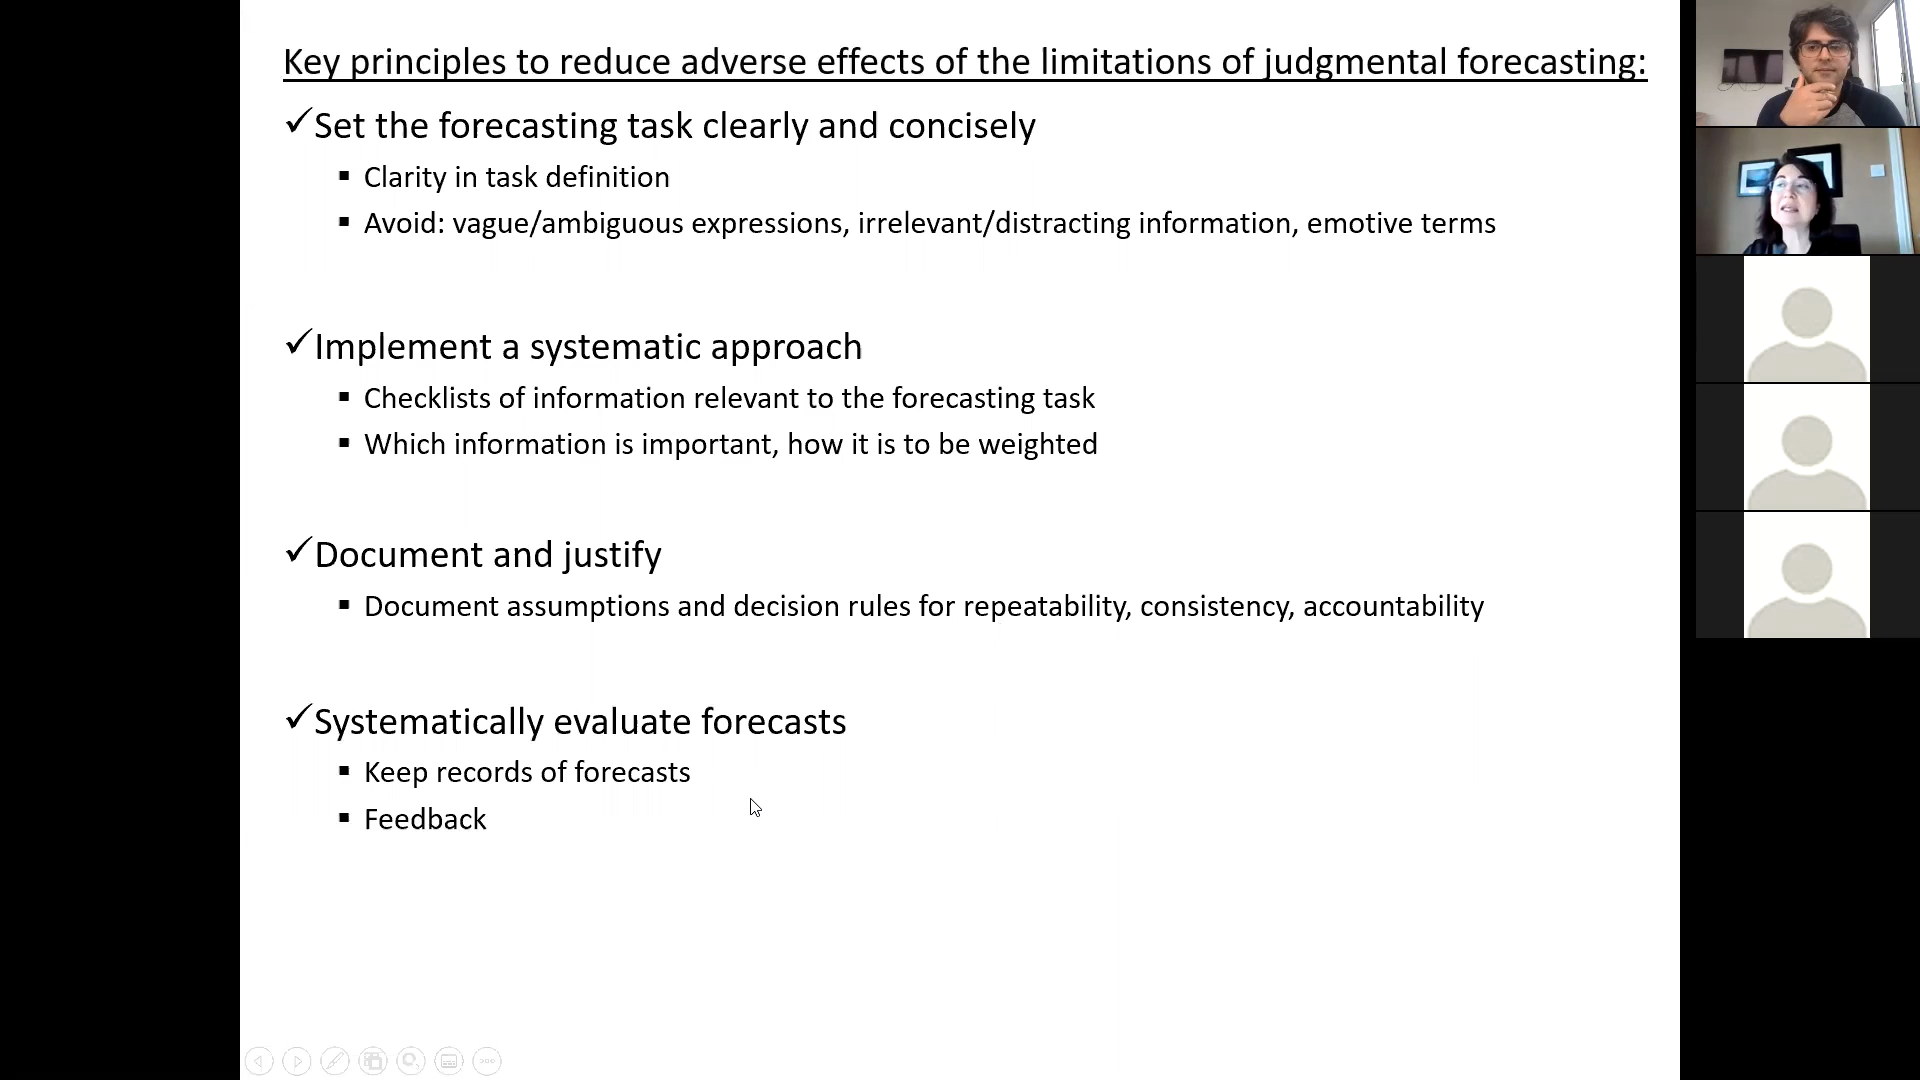 Key principles to reduce adverse effects of the limitations of judgmental forecasting:
✓Set the forecasting task clearly and concisely
▪ Clarity in task definition
▪ Avoid: vague/ambiguous expressions, irrelevant/distracting information, emotive terms
✓Implement a systematic approach
▪ Checklists of information relevant to the forecasting task
▪ Which information is important, how it is to be weighted
✓Document and justify
▪ Document assumptions and decision rules for repeatability, consistency, accountability
✓Systematically evaluate forecasts
▪ Keep records of forecasts
▪ Feedback